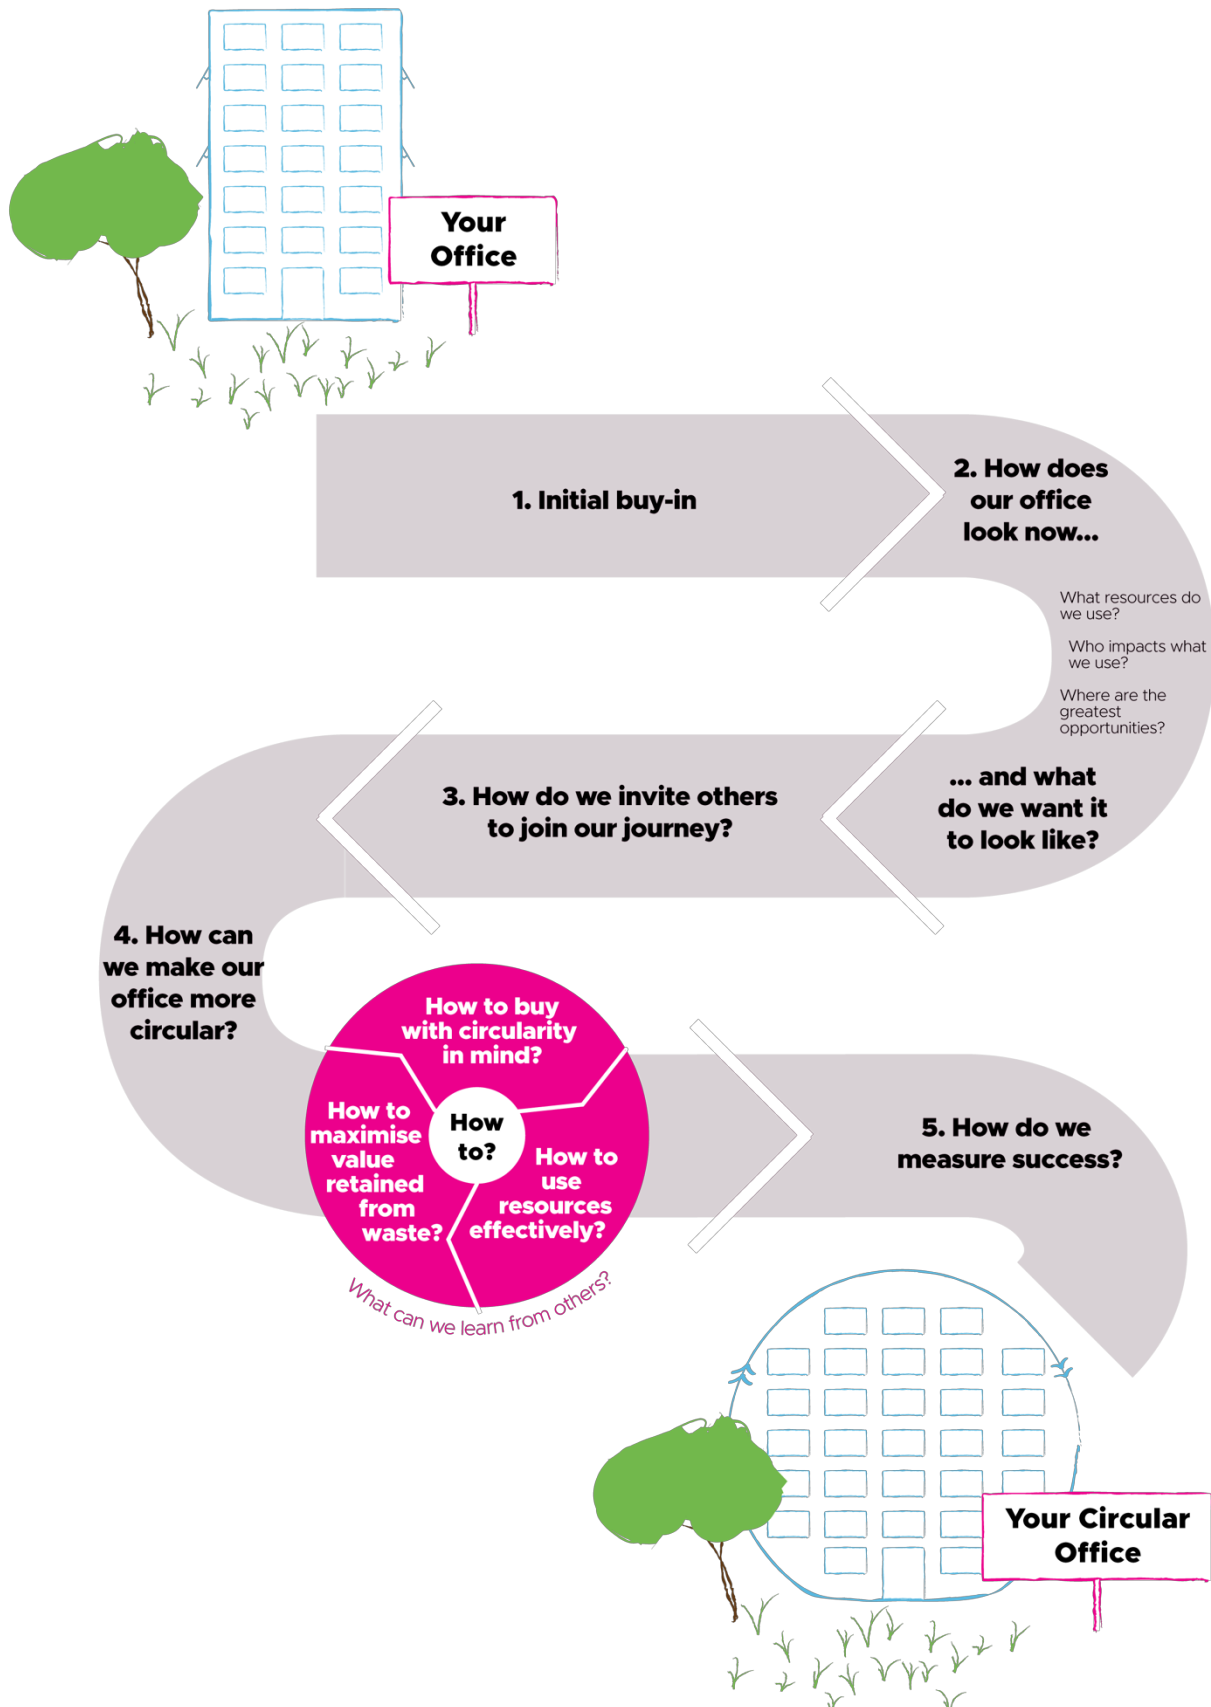 Your
Office
1. Initial buy-in
2. How does
our office
look now...
What resources do
we use?
Who impacts what
we use?
Where are the
greatest
opportunities?
... and what
do we want it
to look like?
3. How do we invite others
to join our journey?
4. How can
we make our
office more
circular?
How to buy
with circularity
in mind?
How to
maximise
value
retained
from
waste?
How
to?
How to
use
resources
effectively?
What can we learn from others?
5. How do we
measure success?
Your Circular
Office